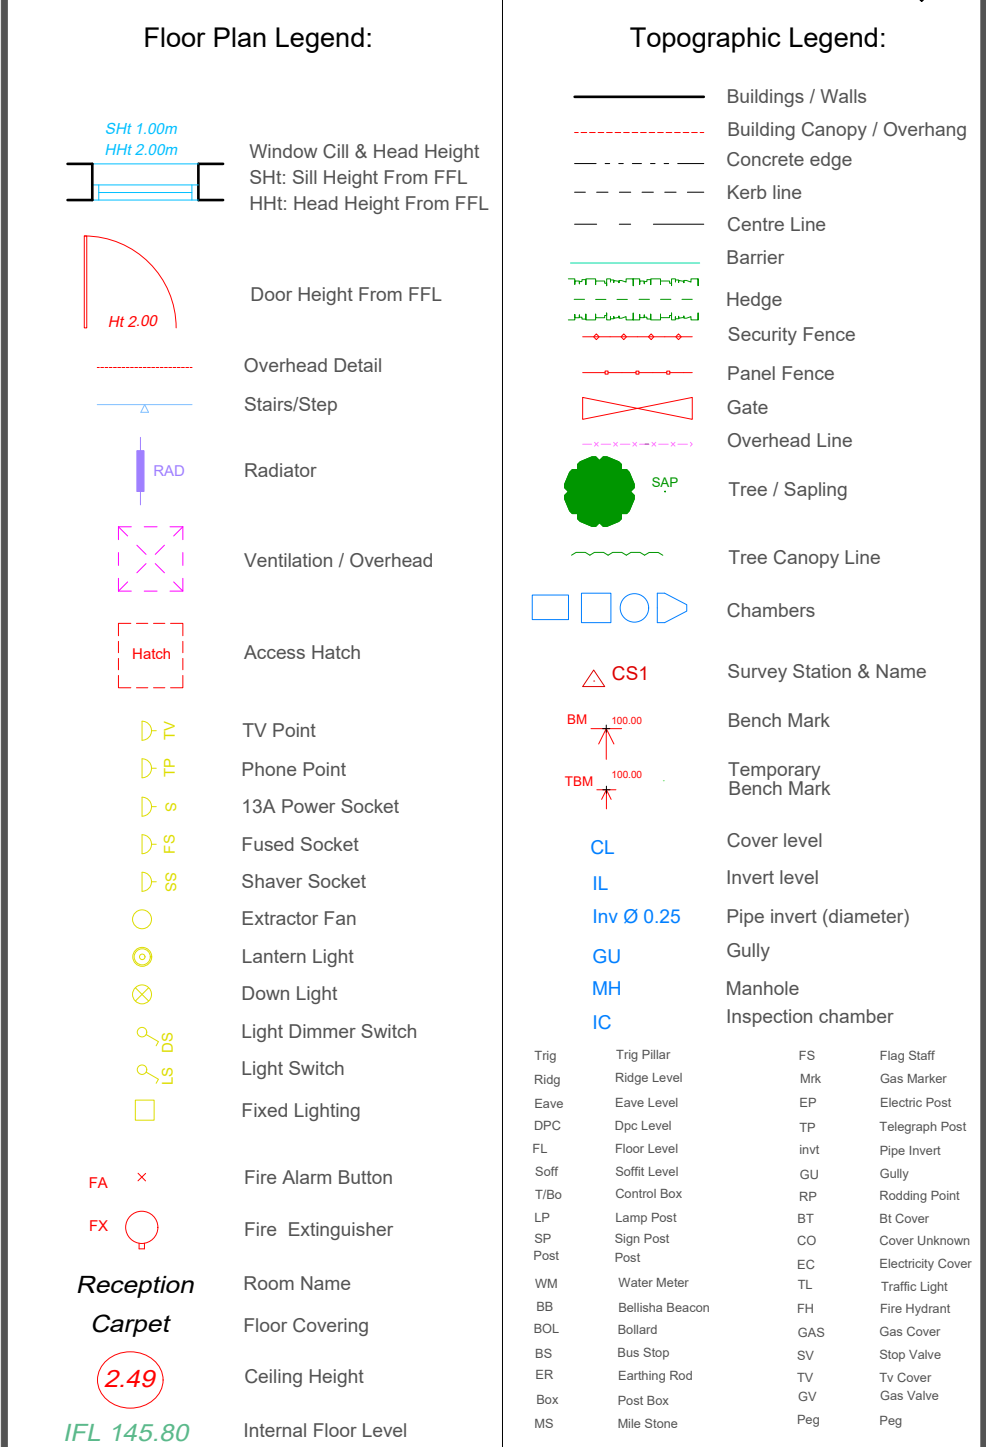 Floor Plan Legend:
SHt 1.00m
HHt 2.00m
Window Cill & Head Height
SHt: Sill Height From FFL
HHt: Head Height From FFL
Ht 2.00
Door Height From FFL
Overhead Detail
Stairs/Step
RAD
Radiator
Ventilation / Overhead
Hatch
Access Hatch
TV
TV Point
TP
Phone Point
S
13A Power Socket
FS
Fused Socket
SS
Shaver Socket
Extractor Fan
Lantern Light
Down Light
DS
Light Dimmer Switch
LS
Light Switch
Fixed Lighting
FA
Fire Alarm Button
FX
Fire Extinguisher
Reception
Room Name
Carpet
Floor Covering
2.49
Ceiling Height
IFL 145.80
Internal Floor Level
Topographic Legend:
Buildings / Walls
Building Canopy / Overhang
Concrete edge
Kerb line
Centre Line
Barrier
Hedge
Security Fence
Panel Fence
Gate
Overhead Line
SAP
Tree / Sapling
Tree Canopy Line
Chambers
CS1
Survey Station & Name
BM
100.00
Bench Mark
TBM
100.00
Temporary
Bench Mark
CL
Cover level
IL
Invert level
Inv Ø 0.25
Pipe invert (diameter)
GU
Gully
MH
Manhole
IC
Inspection chamber
Trig Trig Pillar
Ridg Ridge Level
Eave Eave Level
DPC Dpc Level
FL Floor Level
Soff Soffit Level
T/Bo Control Box
LP Lamp Post
SP Sign Post
Post Post
WM Water Meter
BB Bellisha Beacon
BOL Bollard
BS Bus Stop
ER Earthing Rod
Box Post Box
MS Mile Stone
FS Flag Staff
Mrk Gas Marker
EP Electric Post
TP Telegraph Post
invt Pipe Invert
GU Gully
RP Rodding Point
BT Bt Cover
CO Cover Unknown
EC Electricity Cover
TL Traffic Light
FH Fire Hydrant
GAS Gas Cover
SV Stop Valve
TV Tv Cover
GV Gas Valve
Peg Peg